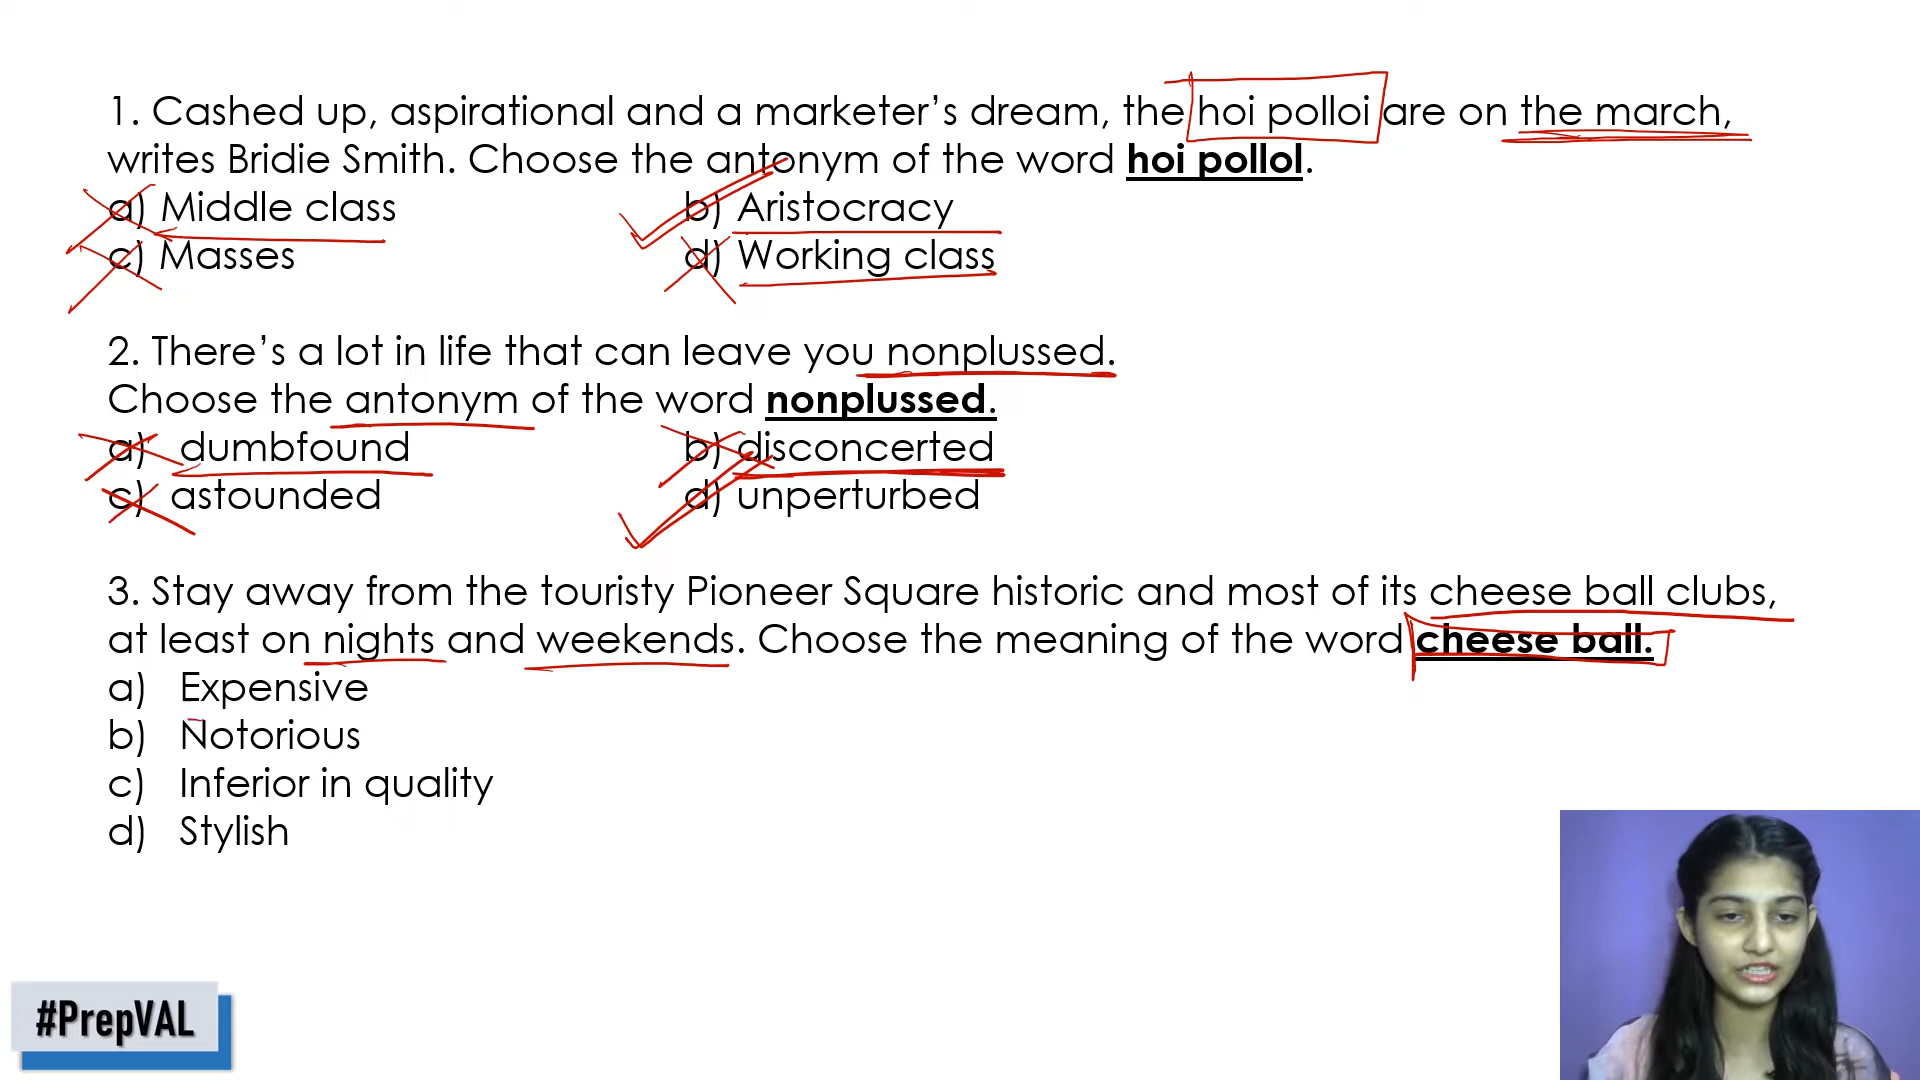 1. Cashed up, aspirational and a marketer’s dream, the hoi polloi are on the march,
writes Bridie Smith. Choose the antonym of the word hoi pollol.
a) Middle class b) Aristocracy
c) Masses d) Working class
2. There’s a lot in life that can leave you nonplussed.
Choose the antonym of the word nonplussed.
a) dumbfound b) disconcerted
c) astounded d) unperturbed
3. Stay away from the touristy Pioneer Square historic and most of its cheese ball clubs,
at least on nights and weekends. Choose the meaning of the word cheese ball.
a) Expensive
b) Notorious
c) Inferior in quality
d) Stylish
#PrepVAL